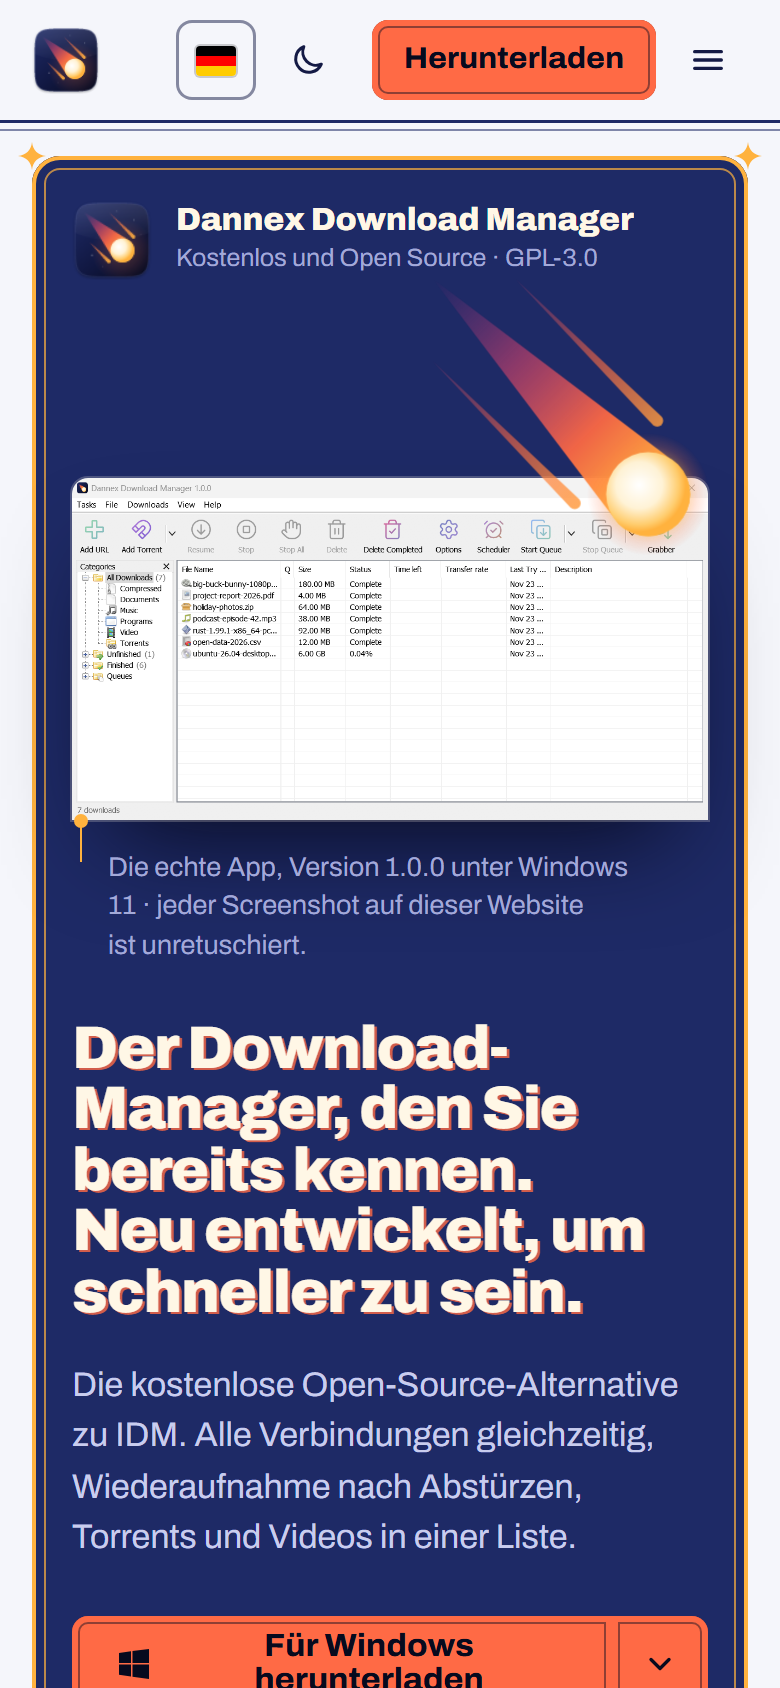 Herunterladen
Dannex Download Manager
Kostenlos und Open Source · GPL-3.0
Dannex Download Manager 1.0.0
Tasks File Downloads View Help
Add URL Add Torrent Resume Stop Stop All Delete Delete Completed Options Scheduler Start Queue Stop Queue Grabber
Categories
All Downloads (7)
Compressed
Documents
Music
Programs
Video
Torrents
Unfinished (1)
Finished (6)
Queues
File Name Q Size Status Time left Transfer rate Last Try ... Description
big-buck-bunny-1080p... 180.00 MB Complete Nov 23 ...
project-report-2026.pdf 4.00 MB Complete Nov 23 ...
holiday-photos.zip 64.00 MB Complete Nov 23 ...
podcast-episode-42.mp3 38.00 MB Complete Nov 23 ...
rust-1.99.1-x86_64-pc... 92.00 MB Complete Nov 23 ...
open-data-2026.csv 12.00 MB Complete Nov 23 ...
ubuntu-26.04-desktop... 6.00 GB 0.04% Nov 23 ...
7 downloads
Die echte App, Version 1.0.0 unter Windows
11 · jeder Screenshot auf dieser Website
ist unretuschiert.
Der Download-
Manager, den Sie
bereits kennen.
Neu entwickelt, um
schneller zu sein.
Die kostenlose Open-Source-Alternative
zu IDM. Alle Verbindungen gleichzeitig,
Wiederaufnahme nach Abstürzen,
Torrents und Videos in einer Liste.
Für Windows
herunterladen